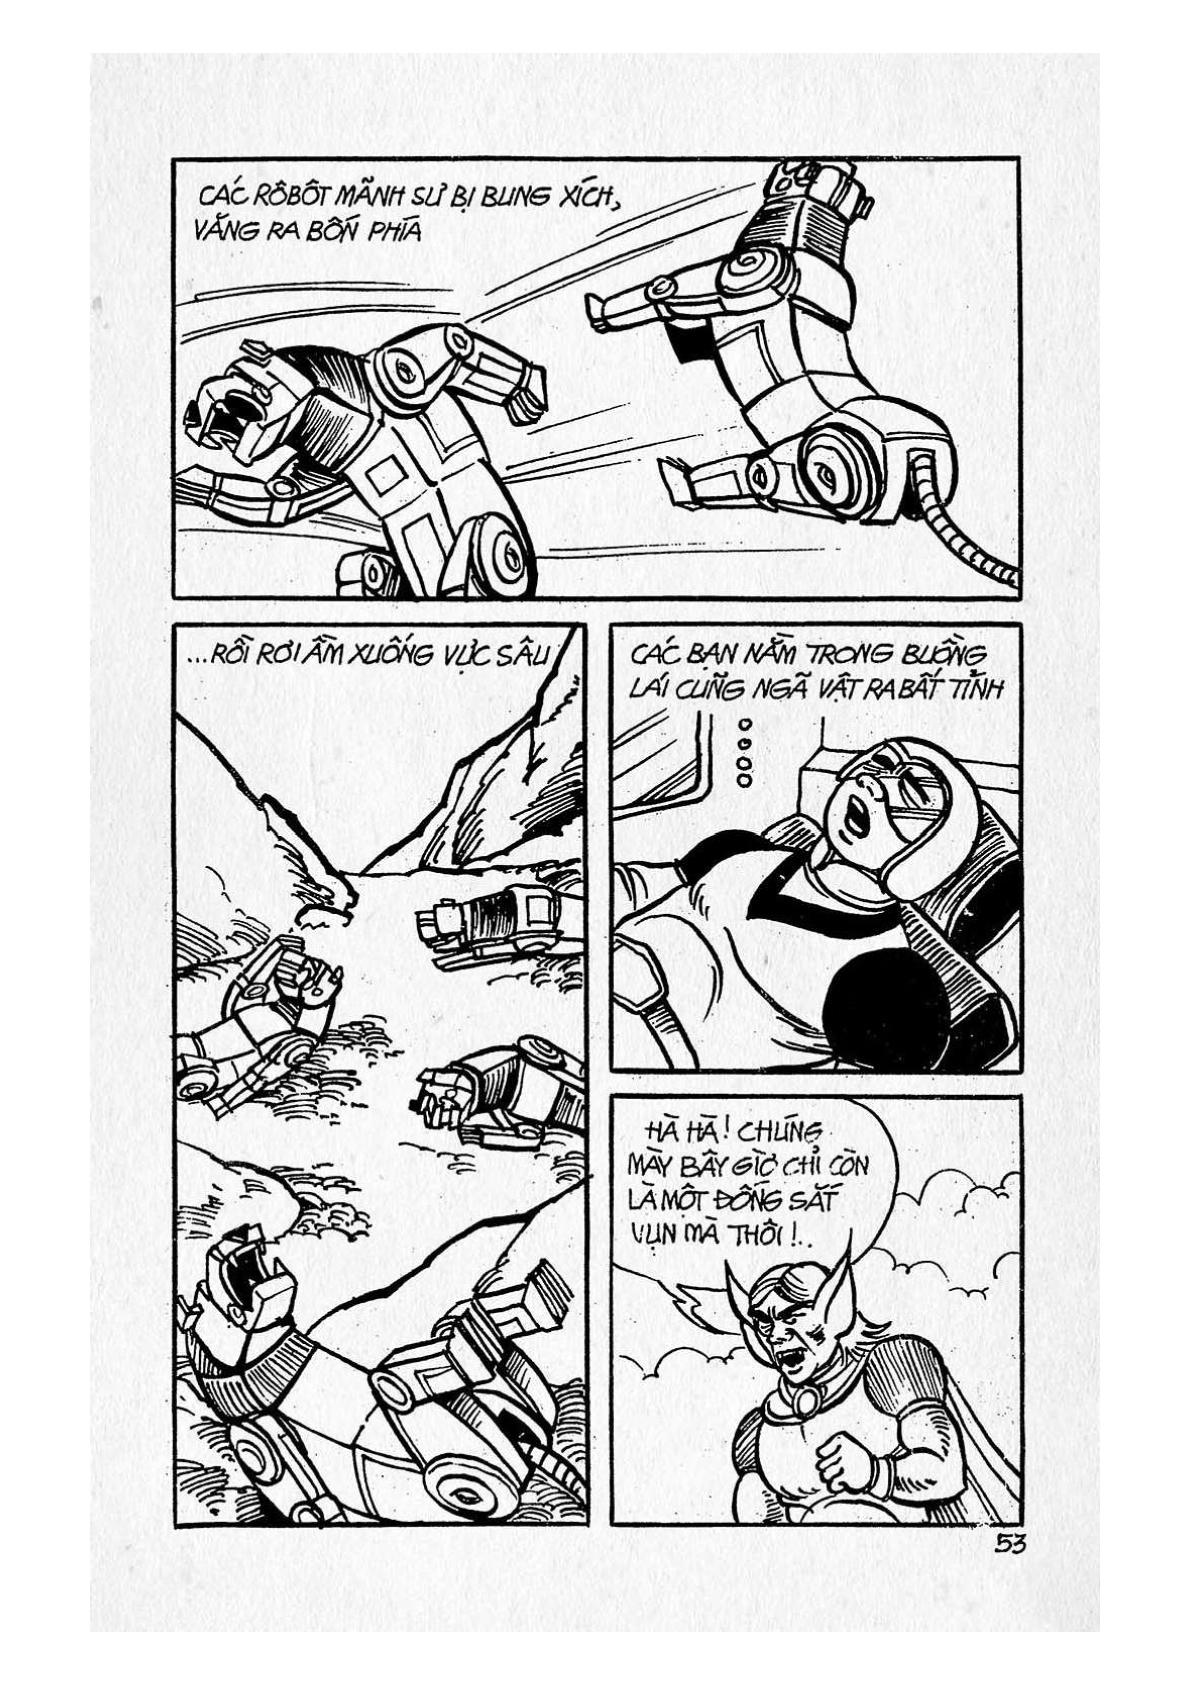 CÁC RÔBÔT MÃNH SƯ BỊ BUNG XÍCH,
VĂNG RA BỐN PHÍA
...RỒI RƠI ẦM XUỐNG VỰC SÂU
CÁC BẠN NẰM TRONG BUỒNG
LÁI CŨNG NGÃ VẬT RA BẤT TỈNH
HÀ HÀ! CHÚNG
MÀY BÂY GIỜ CHỈ CÒN
LÀ MỘT ĐỐNG SẮT
VỤN MÀ THÔI!..
53